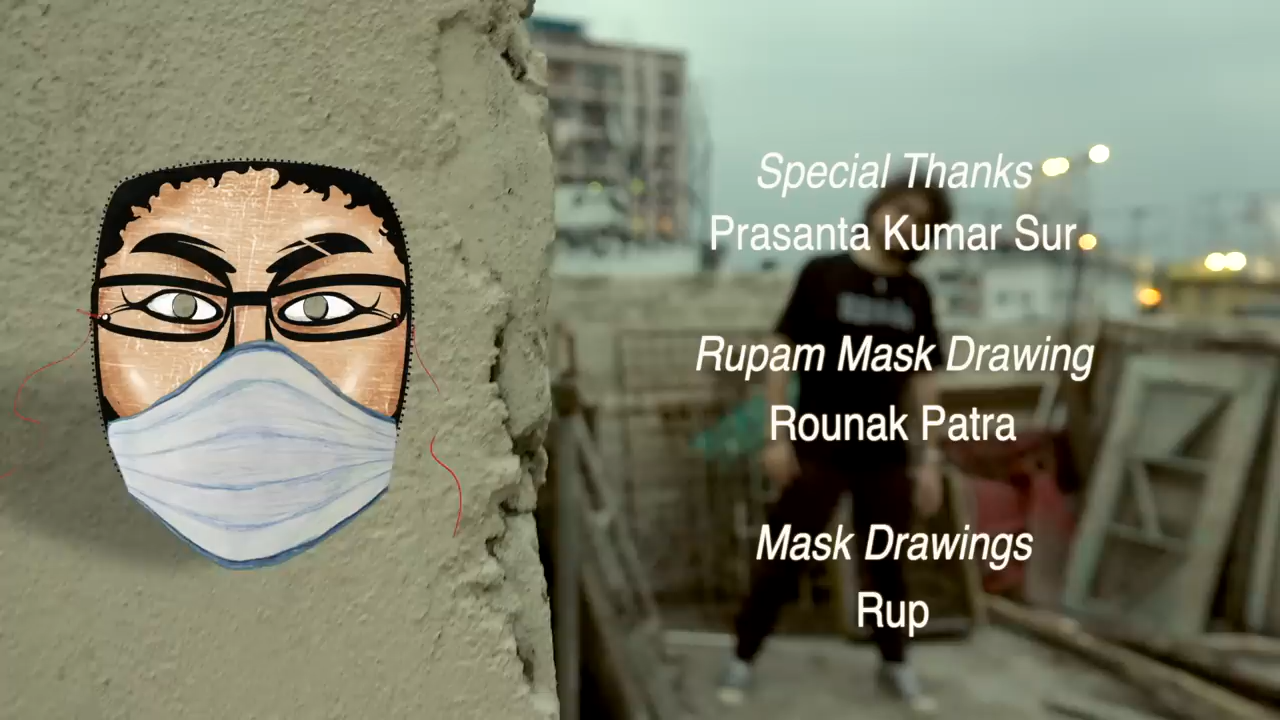 Special Thanks
Prasanta Kumar Sur
Rupam Mask Drawing
Rounak Patra
Mask Drawings
Rup